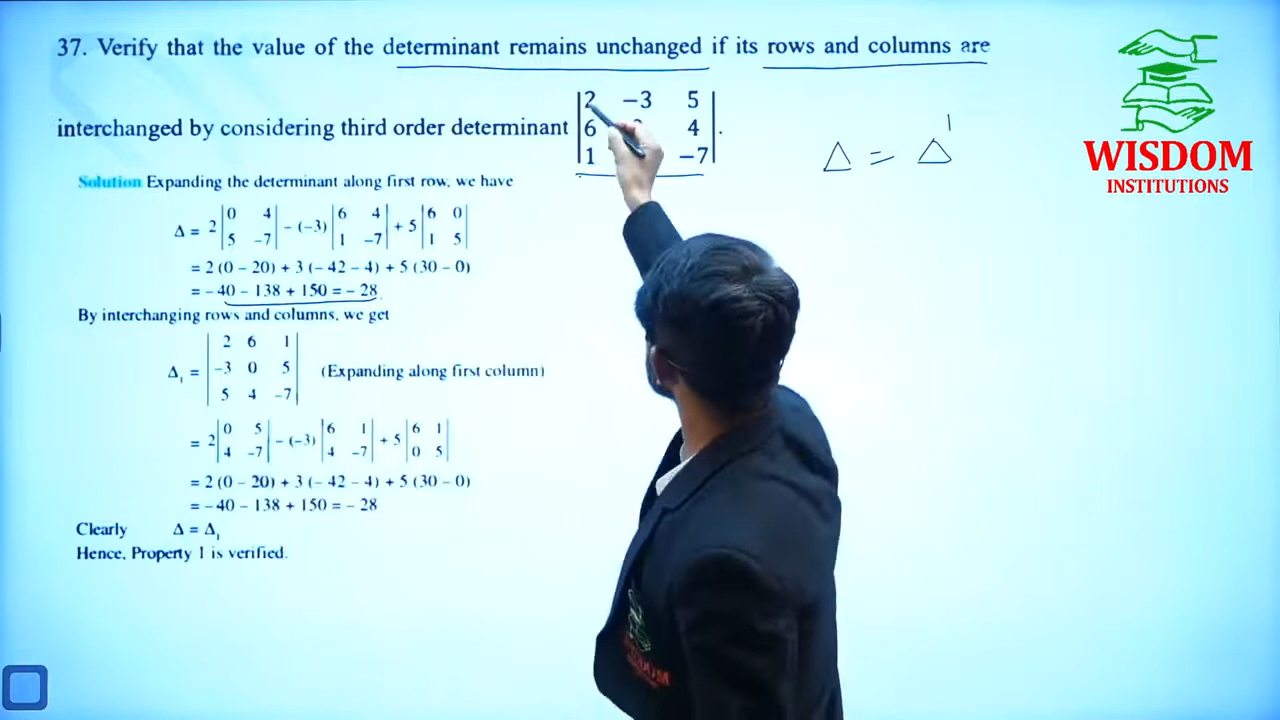 37. Verify that the value of the determinant remains unchanged if its rows and columns are
interchanged by considering third order determinant | 2 −3 5 |
| 6 4 |
| 1 −7 | .
Δ = Δ'
WISDOM
INSTITUTIONS
Solution Expanding the determinant along first row, we have
Δ = 2 | 0 4 | − (−3) | 6 4 | + 5 | 6 0 |
| 5 −7 | | 1 −7 | | 1 5 |
= 2 (0 − 20) + 3 (− 42 − 4) + 5 (30 − 0)
= − 40 − 138 + 150 = − 28
By interchanging rows and columns, we get
Δ₁ = | 2 6 1 |
| −3 0 5 | (Expanding along first column)
| 5 4 −7 |
= 2 | 0 5 | − (−3) | 6 1 | + 5 | 6 1 |
| 4 −7 | | 4 −7 | | 0 5 |
= 2 (0 − 20) + 3 (− 42 − 4) + 5 (30 − 0)
= − 40 − 138 + 150 = − 28
Clearly Δ = Δ₁
Hence, Property 1 is verified.